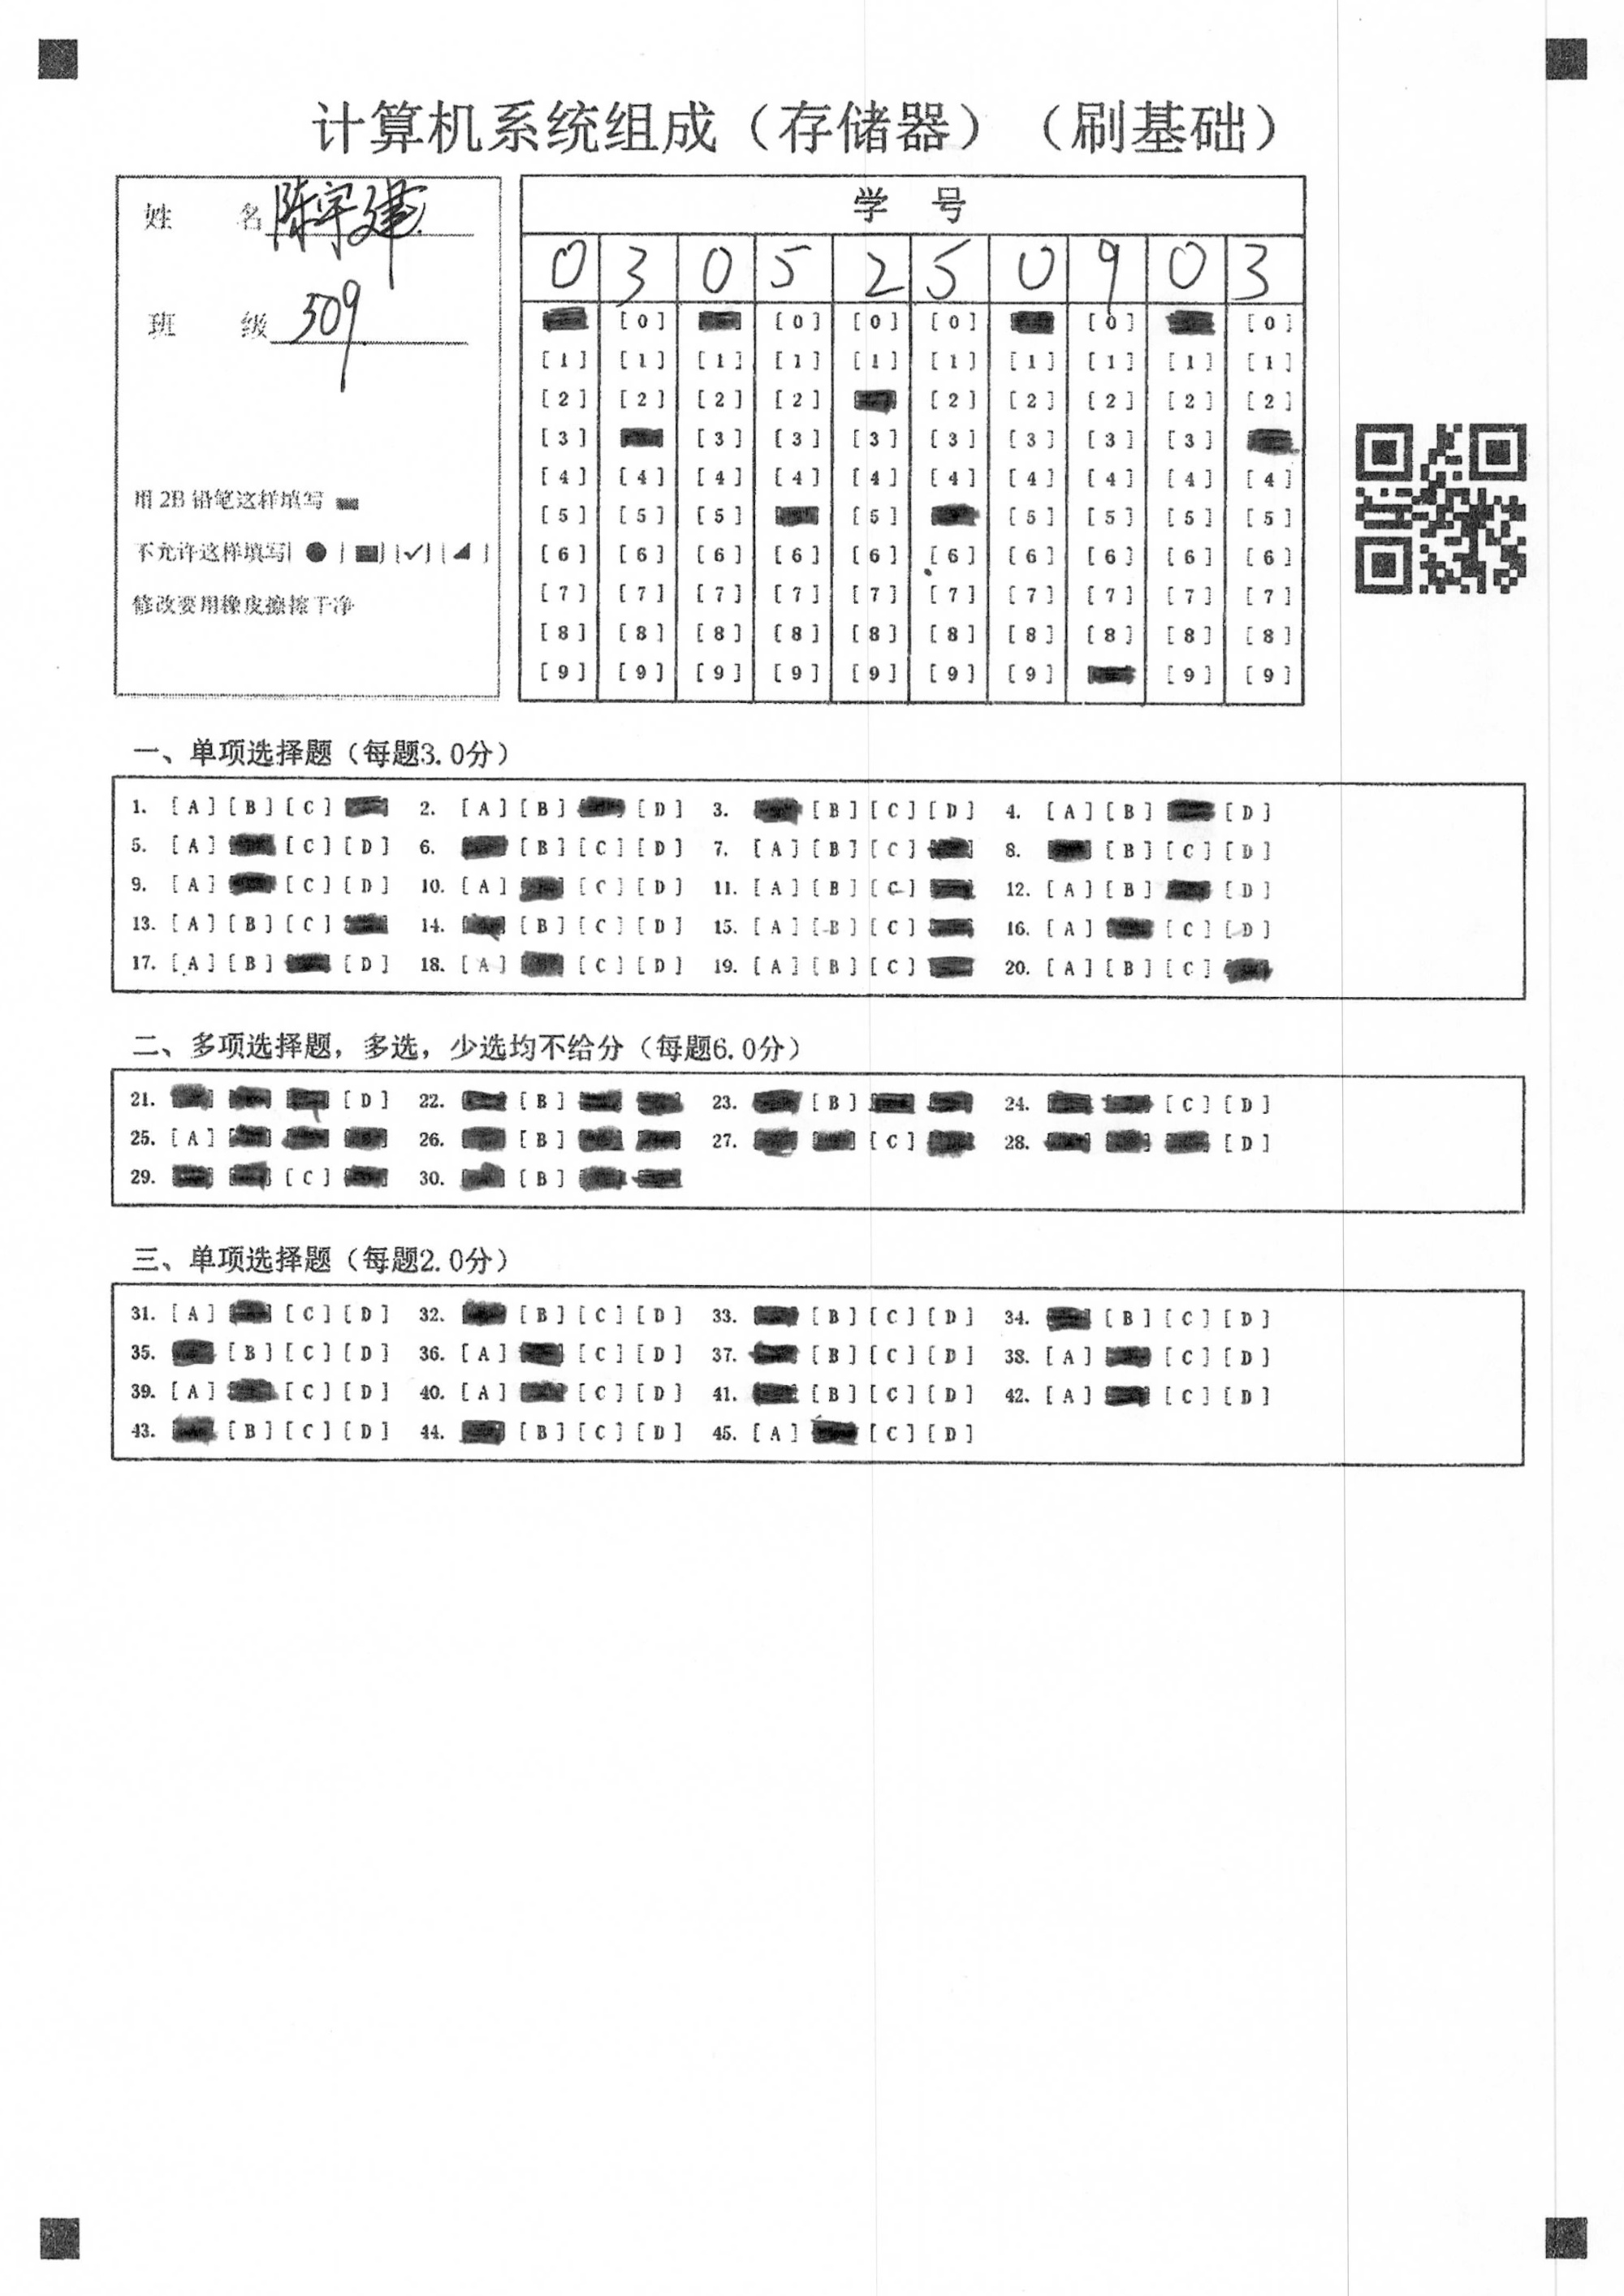 计算机系统组成（存储器）（刷基础）
姓 名 陈宇建
班 级 309
用 2B 铅笔这样填写
不允许这样填写[ ● ] [ ■ ] [ ✓ ] [ ◢ ]
修改要用橡皮擦擦干净
学 号
0 3 0 5 2 5 0 9 0 3
[0] [0] [0] [0] [0] [0]
[1] [1] [1] [1] [1] [1] [1] [1] [1] [1]
[2] [2] [2] [2] [2] [2] [2] [2] [2]
[3] [3] [3] [3] [3] [3] [3] [3]
[4] [4] [4] [4] [4] [4] [4] [4] [4] [4]
[5] [5] [5] [5] [5] [5] [5] [5]
[6] [6] [6] [6] [6] [6] [6] [6] [6] [6]
[7] [7] [7] [7] [7] [7] [7] [7] [7] [7]
[8] [8] [8] [8] [8] [8] [8] [8] [8] [8]
[9] [9] [9] [9] [9] [9] [9] [9] [9]
一、单项选择题（每题3.0分）
1. [A] [B] [C] 2. [A] [B] [D] 3. [B] [C] [D] 4. [A] [B] [D]
5. [A] [C] [D] 6. [B] [C] [D] 7. [A] [B] [C] 8. [B] [C] [D]
9. [A] [C] [D] 10. [A] [C] [D] 11. [A] [B] [C] 12. [A] [B] [D]
13. [A] [B] [C] 14. [B] [C] [D] 15. [A] [B] [C] 16. [A] [C] [D]
17. [A] [B] [D] 18. [A] [C] [D] 19. [A] [B] [C] 20. [A] [B] [C]
二、多项选择题，多选，少选均不给分（每题6.0分）
21. [D] 22. [B] 23. [B] 24. [C] [D]
25. [A] 26. [B] 27. [C] 28. [D]
29. [C] 30. [B]
三、单项选择题（每题2.0分）
31. [A] [C] [D] 32. [B] [C] [D] 33. [B] [C] [D] 34. [B] [C] [D]
35. [B] [C] [D] 36. [A] [C] [D] 37. [B] [C] [D] 38. [A] [C] [D]
39. [A] [C] [D] 40. [A] [C] [D] 41. [B] [C] [D] 42. [A] [C] [D]
43. [B] [C] [D] 44. [B] [C] [D] 45. [A] [C] [D]